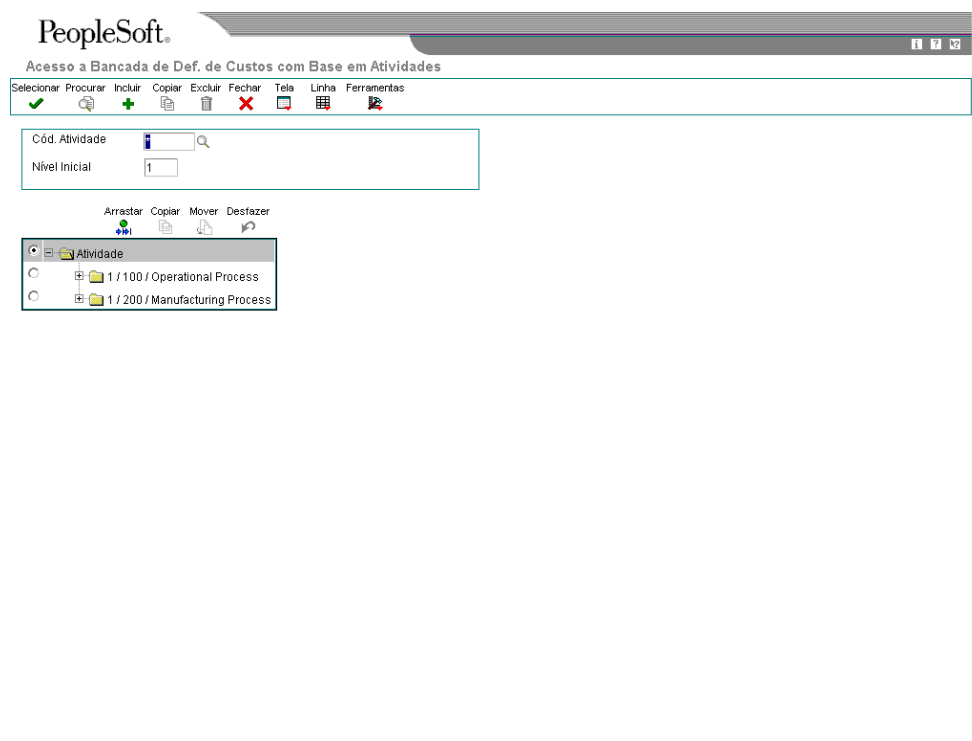 PeopleSoft®
Acesso a Bancada de Def. de Custos com Base em Atividades
Selecionar Procurar Incluir Copiar Excluir Fechar Tela Linha Ferramentas
Cód. Atividade *
Nível Inicial 1
Arrastar Copiar Mover Desfazer
Atividade
1 / 100 / Operational Process
1 / 200 / Manufacturing Process